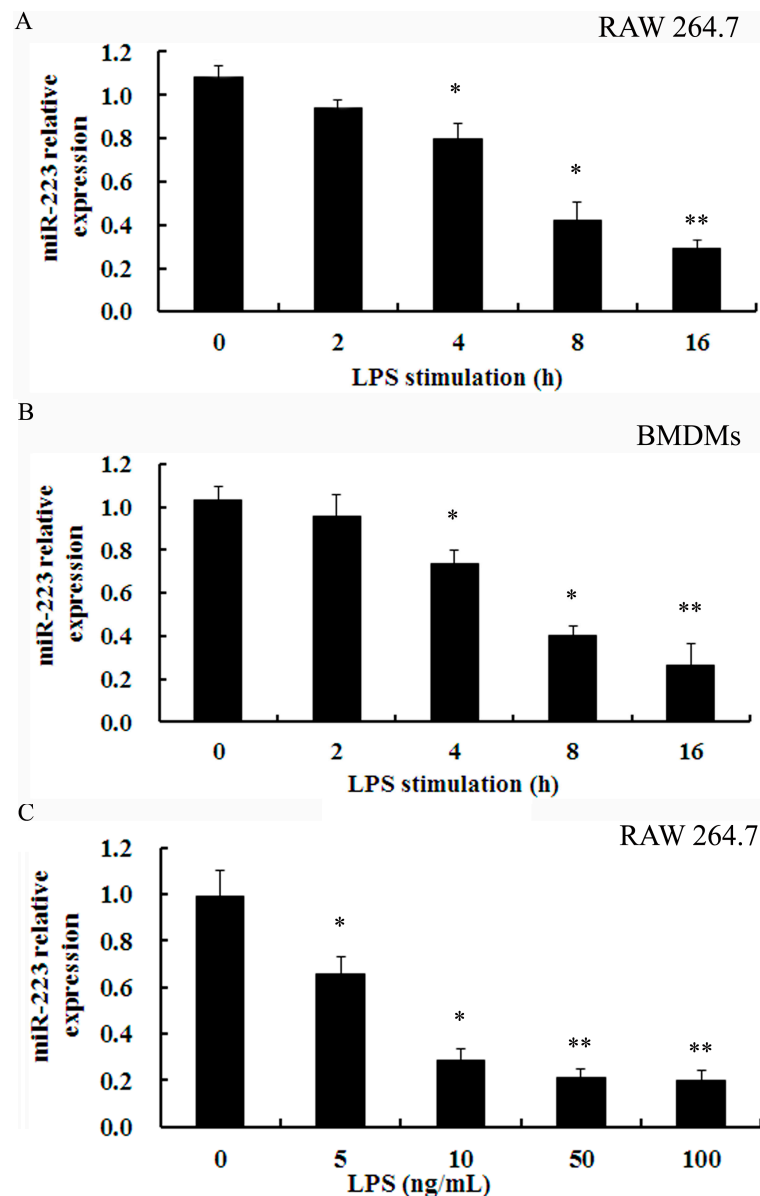 A
RAW 264.7
miR-223 relative
expression
1.2
1.0
0.8
0.6
0.4
0.2
0.0
*
*
**
0 2 4 8 16
LPS stimulation (h)
B
BMDMs
miR-223 relative
expression
1.2
1.0
0.8
0.6
0.4
0.2
0.0
*
*
**
0 2 4 8 16
LPS stimulation (h)
C
RAW 264.7
miR-223 relative
expression
1.2
1.0
0.8
0.6
0.4
0.2
0.0
*
*
**
**
0 5 10 50 100
LPS (ng/mL)